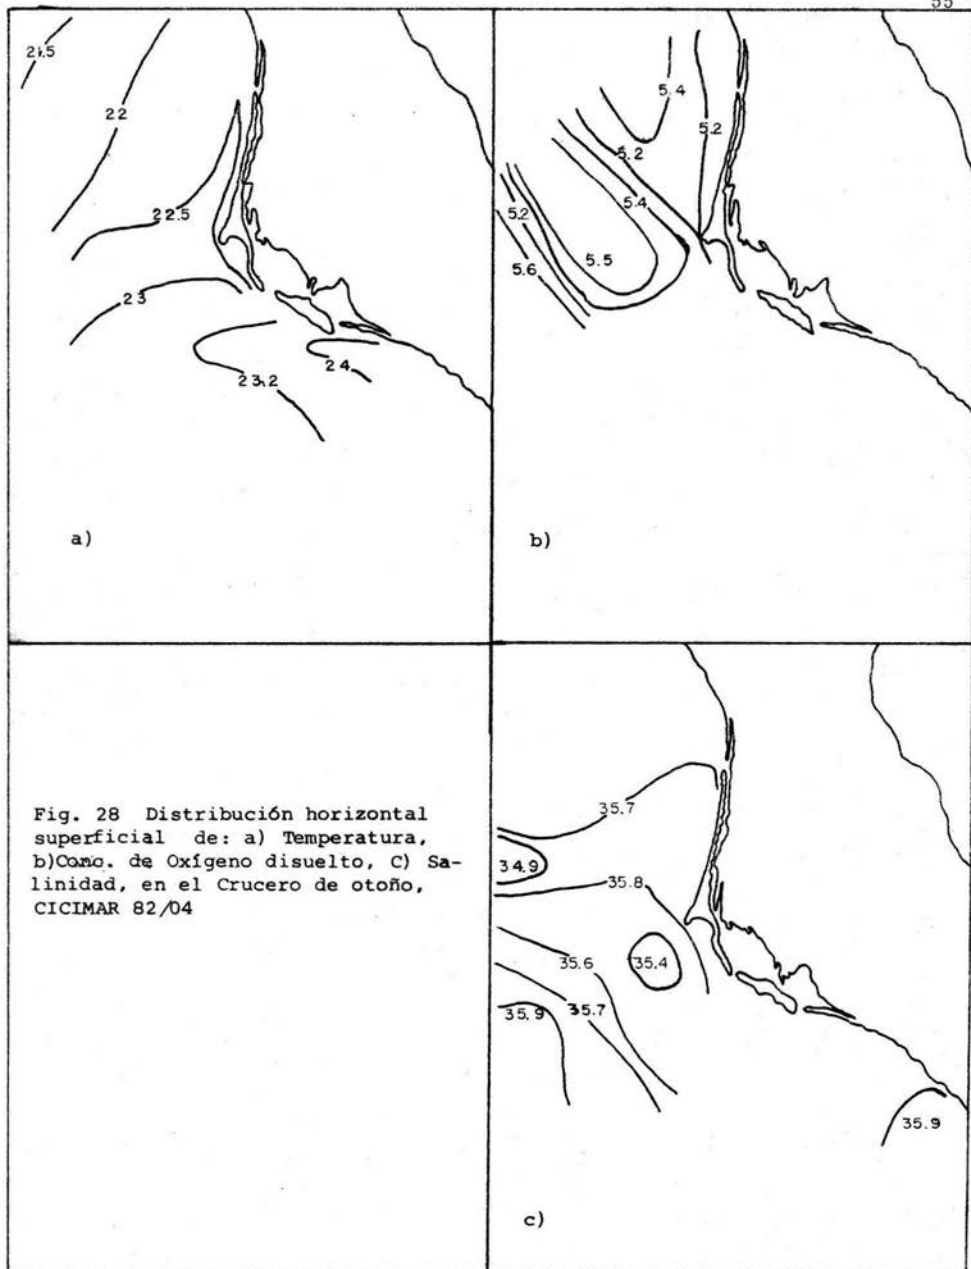 55
21.5
22
22.5
23
23.2
24
a)
5.4
5.2
5.2
5.4
5.2
5.5
5.6
b)
Fig. 28 Distribución horizontal
superficial de: a) Temperatura,
b) de Oxígeno disuelto, C) Sa-
linidad, en el Crucero de otoño,
CICIMAR 82/04
35.7
34.9
35.8
35.6
35.4
35.7
35.9
35.9
c)